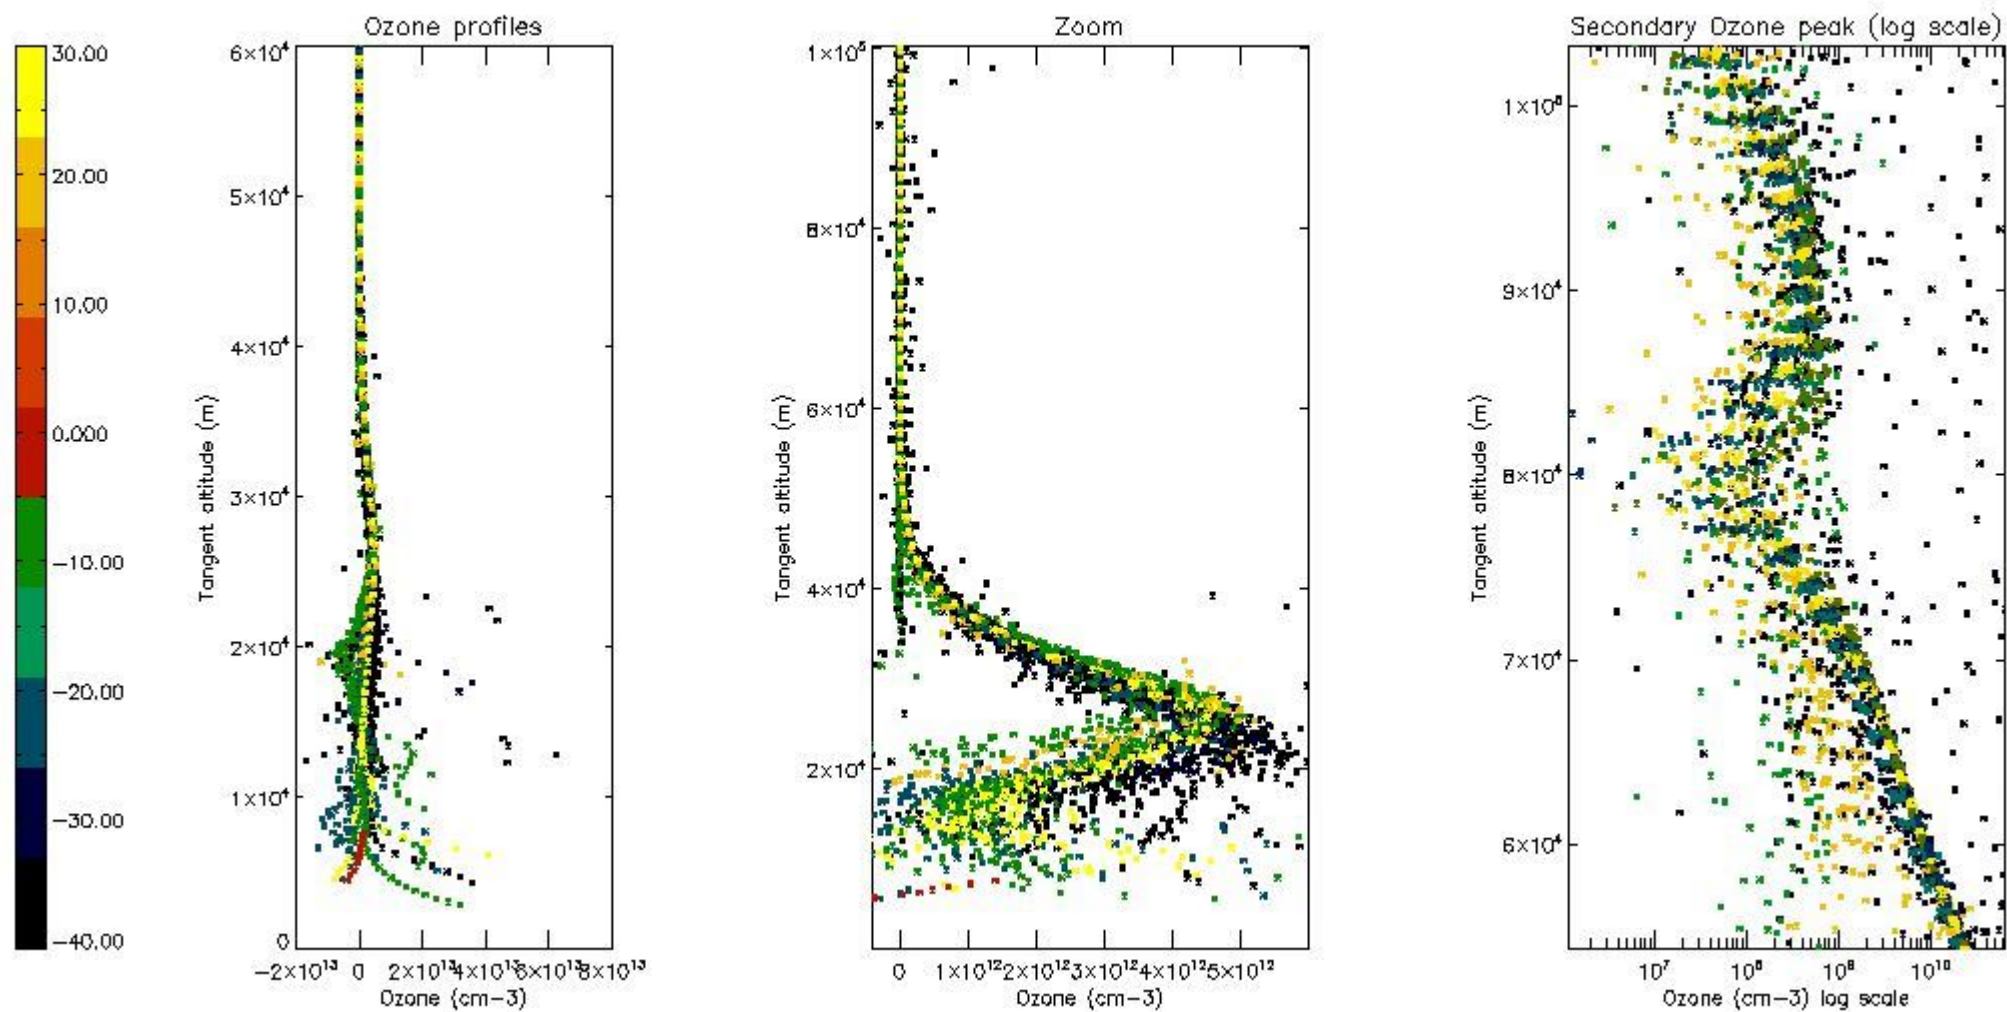 Ozone profiles
Zoom
Secondary Ozone peak (log scale)
30.00
20.00
10.00
0.000
−10.00
−20.00
−30.00
−40.00
6×10⁴
5×10⁴
4×10⁴
3×10⁴
2×10⁴
1×10⁴
0
Tangent altitude (m)
−2×10¹³ 0 2×10¹³ 4×10¹³ 6×10¹³ 8×10¹³
Ozone (cm−3)
1×10⁵
8×10⁴
6×10⁴
4×10⁴
2×10⁴
Tangent altitude (m)
0 1×10¹² 2×10¹² 3×10¹² 4×10¹² 5×10¹²
Ozone (cm−3)
9×10⁴
8×10⁴
7×10⁴
6×10⁴
Tangent altitude (m)
10⁷ 10¹⁰
Ozone (cm−3) log scale